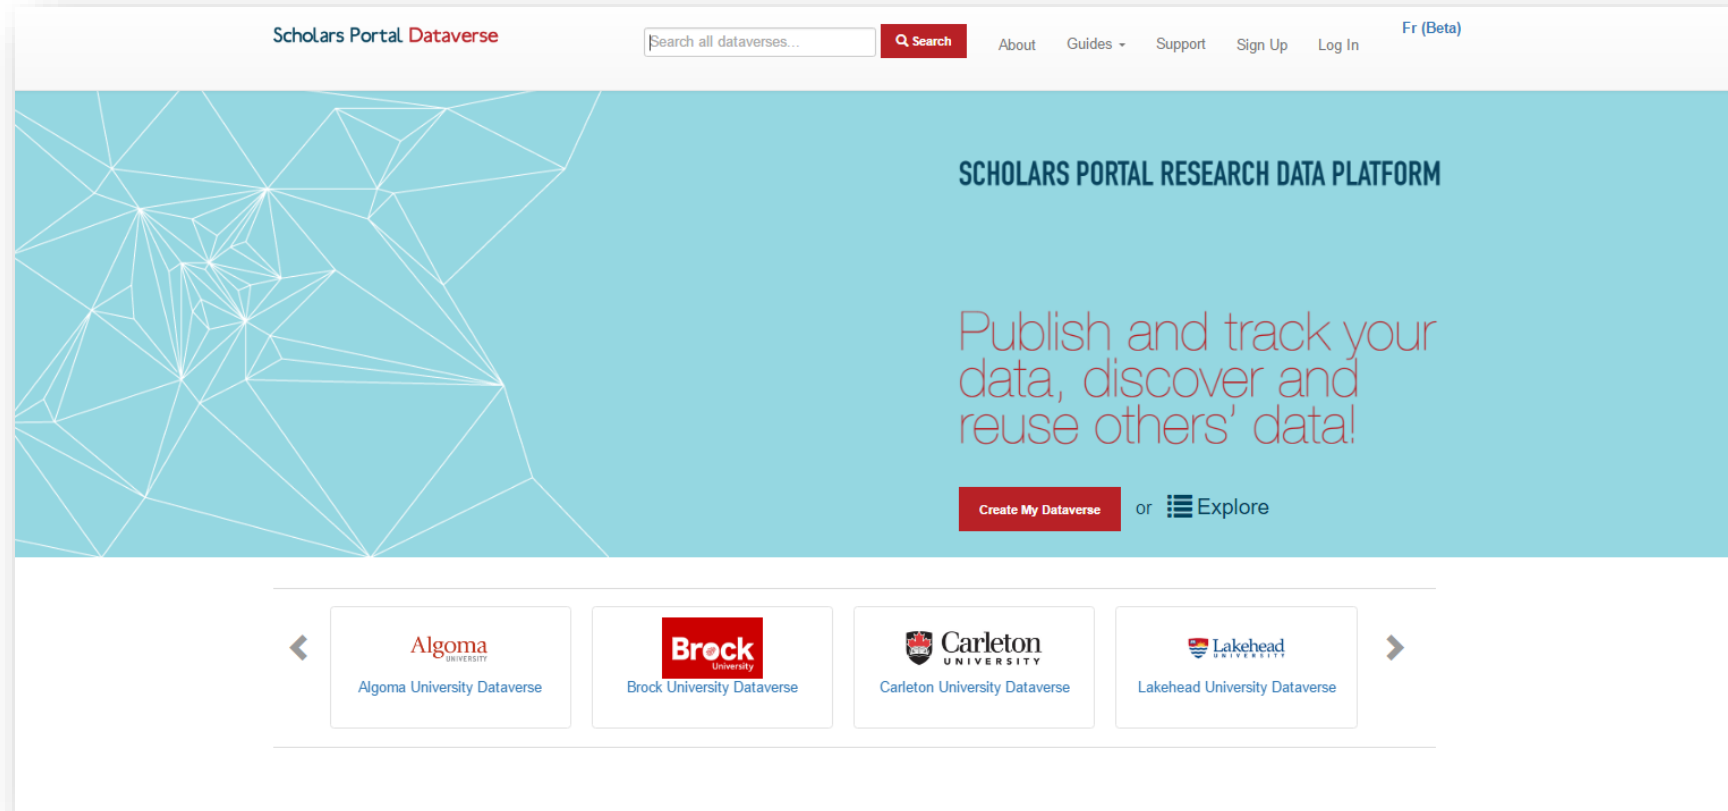 Scholars Portal Dataverse
Search all dataverses...
Search
About
Guides
Support
Sign Up
Log In
Fr (Beta)
SCHOLARS PORTAL RESEARCH DATA PLATFORM
Publish and track your
data, discover and
reuse others' data!
Create My Dataverse
or
Explore
Algoma
UNIVERSITY
Algoma University Dataverse
Brock
University
Brock University Dataverse
Carleton
UNIVERSITY
Carleton University Dataverse
Lakehead
UNIVERSITY
Lakehead University Dataverse